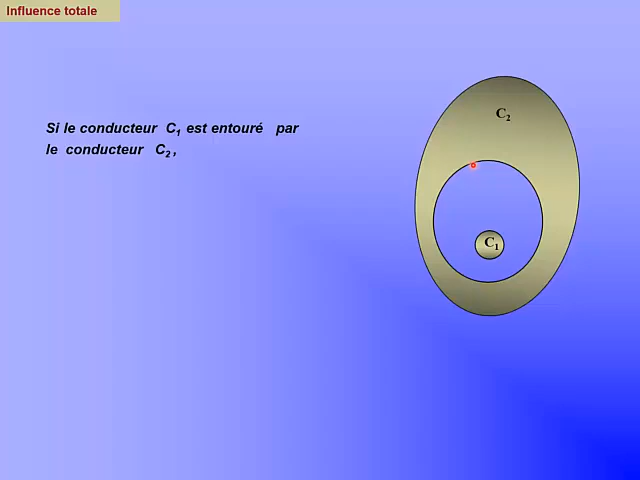 Influence totale
Si le conducteur C₁ est entouré par
le conducteur C₂ ,
C₂
C₁